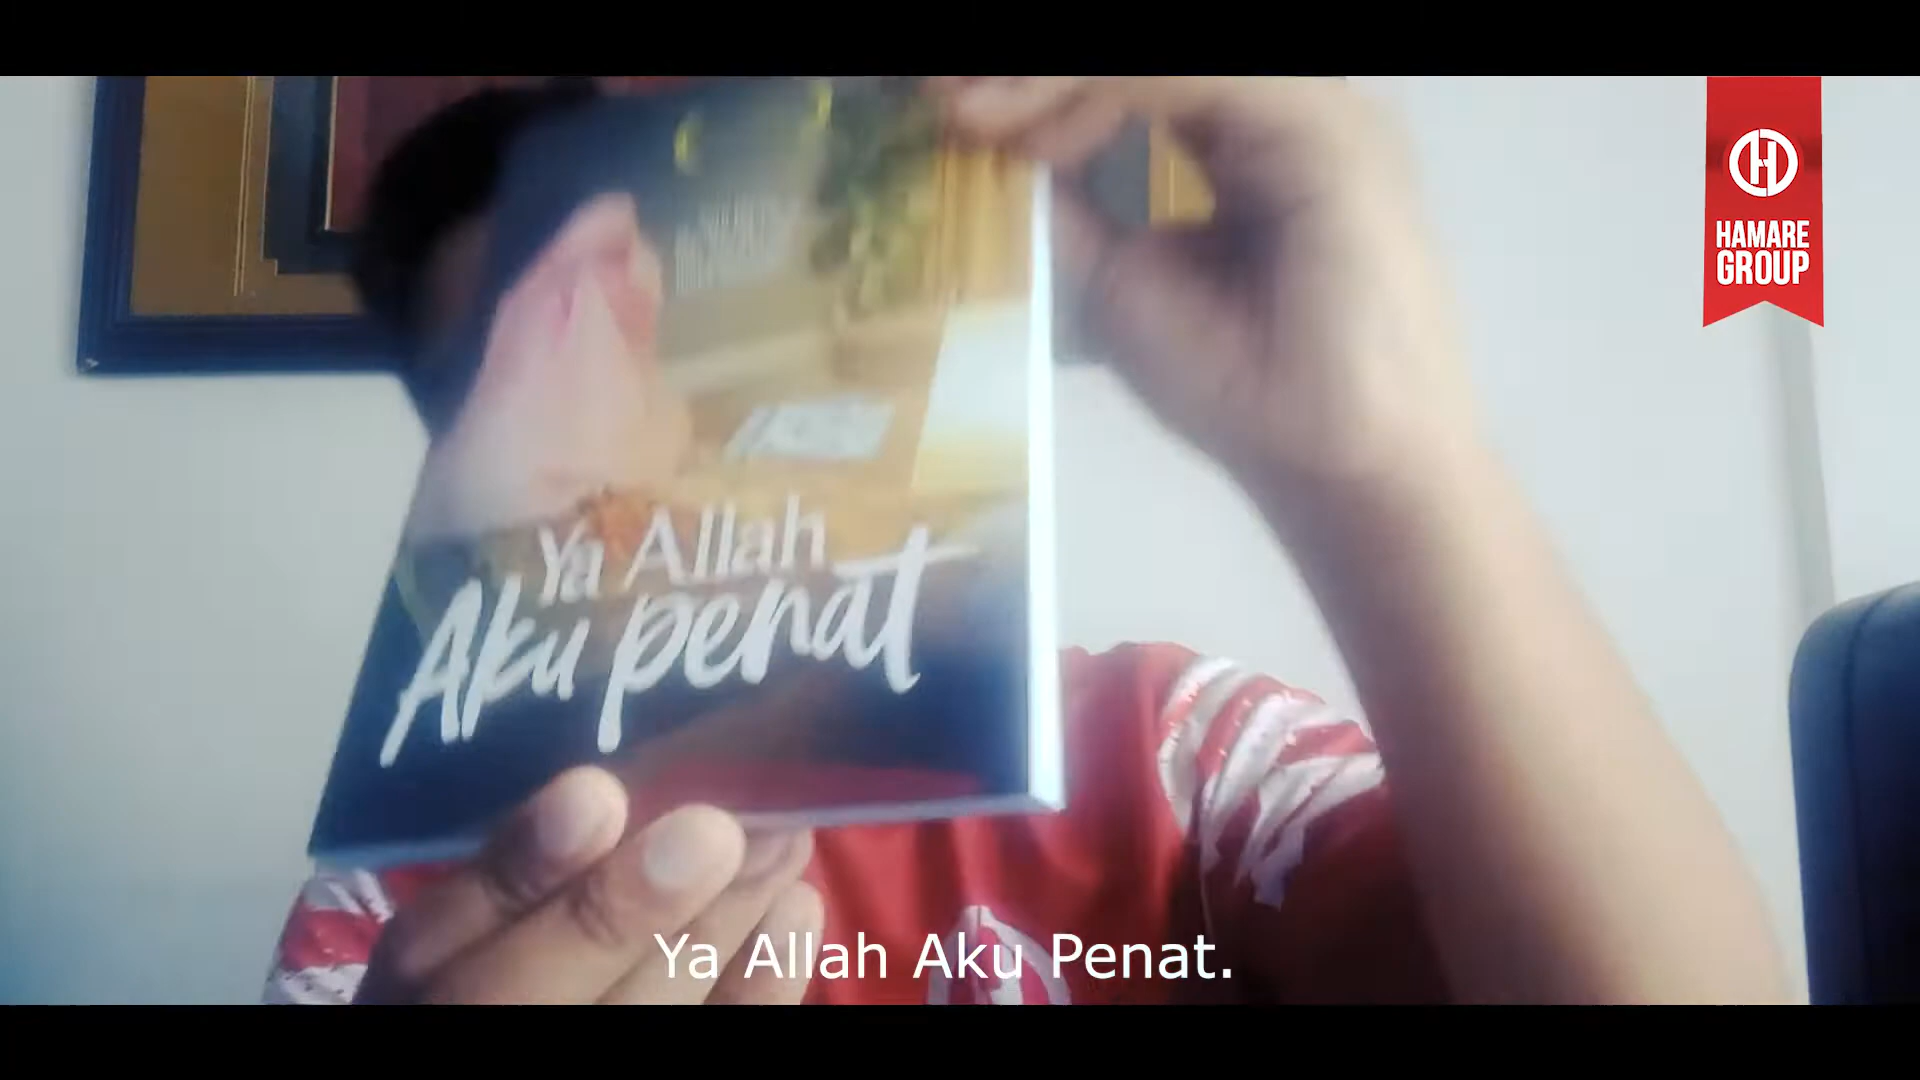 HAMARE
GROUP
Ya Allah
Aku penat
Ya Allah Aku Penat.